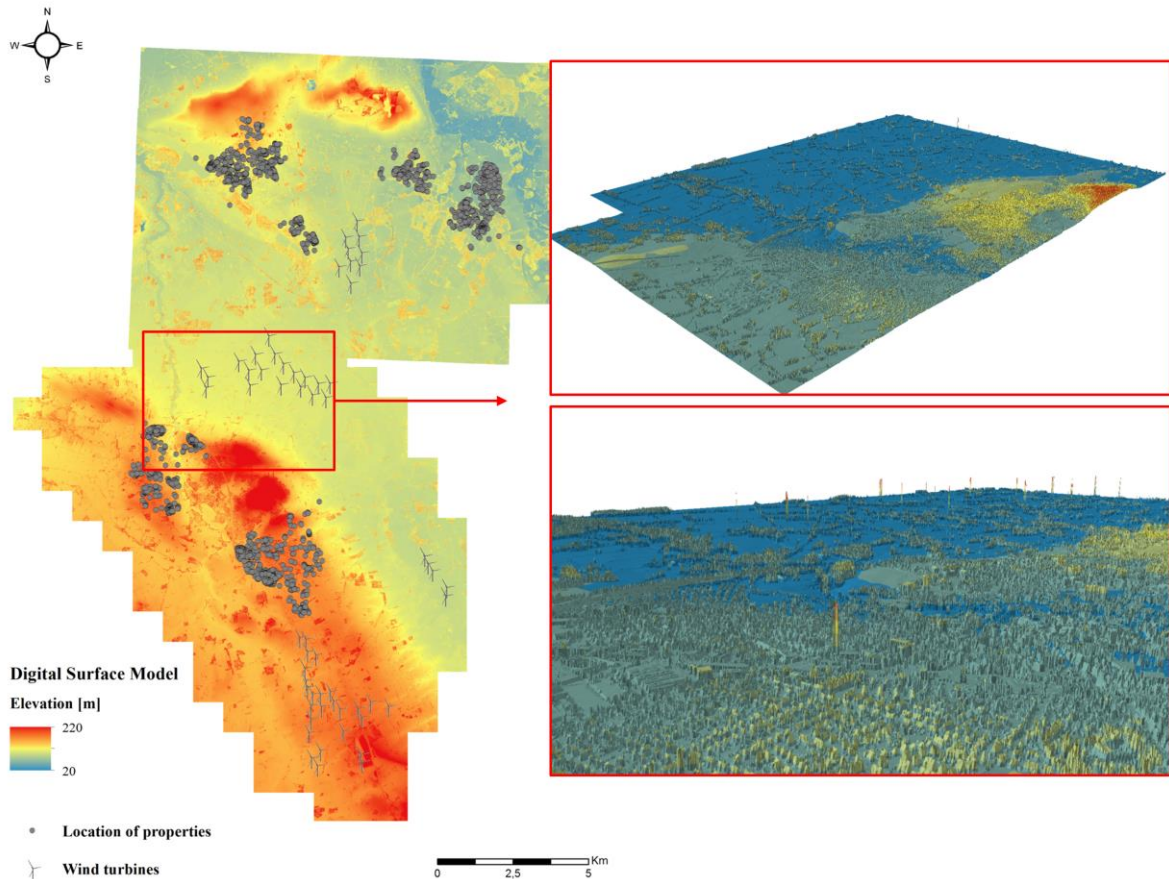 N
W E
S
Digital Surface Model
Elevation [m]
220
20
Location of properties
Wind turbines
Km
0 2,5 5